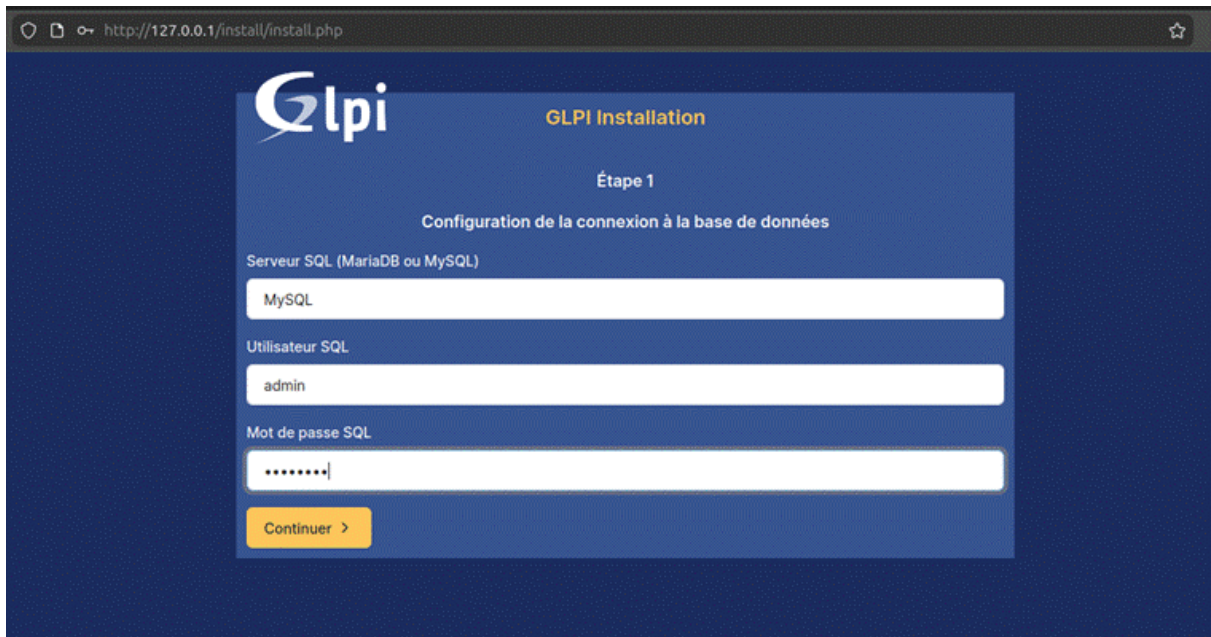 http://127.0.0.1/install/install.php
Glpi
GLPI Installation
Étape 1
Configuration de la connexion à la base de données
Serveur SQL (MariaDB ou MySQL)
MySQL
Utilisateur SQL
admin
Mot de passe SQL
••••••••
Continuer >